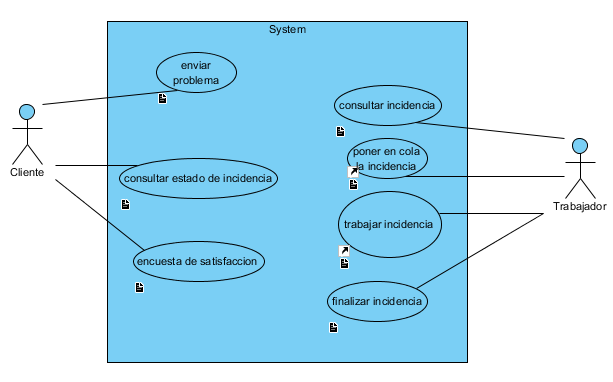 System
enviar
problema
consultar incidencia
poner en cola
la incidencia
Cliente
consultar estado de incidencia
Trabajador
trabajar incidencia
encuesta de satisfaccion
finalizar incidencia